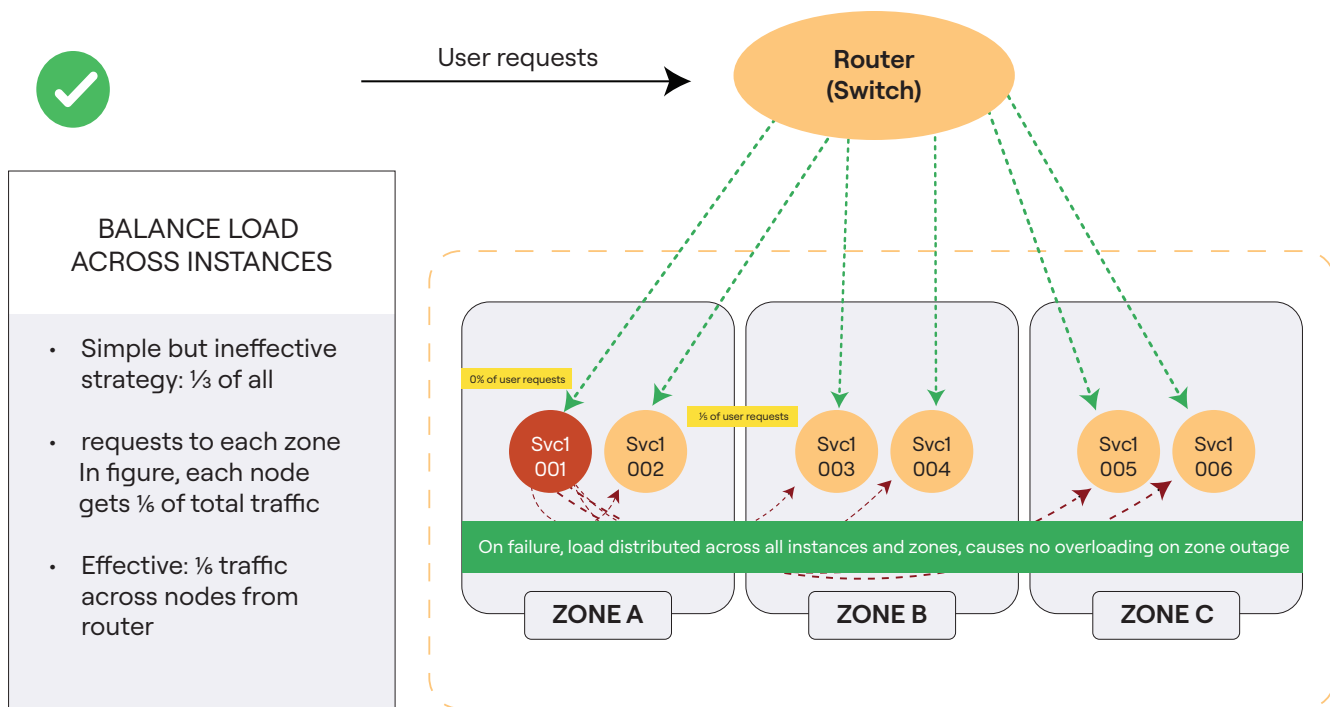 User requests
Router
(Switch)
BALANCE LOAD
ACROSS INSTANCES
• Simple but ineffective
strategy: ⅓ of all
• requests to each zone
In figure, each node
gets ⅙ of total traffic
• Effective: ⅙ traffic
across nodes from
router
0% of user requests
⅕ of user requests
Svc1
001
Svc1
002
Svc1
003
Svc1
004
Svc1
005
Svc1
006
On failure, load distributed across all instances and zones, causes no overloading on zone outage
ZONE A
ZONE B
ZONE C